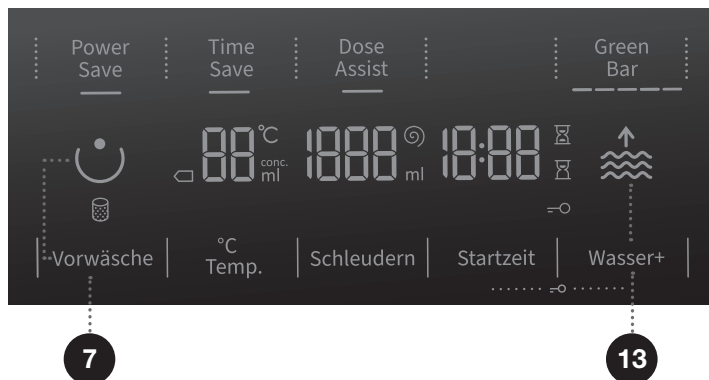 Power Save
Time Save
Dose Assist
Green Bar
88 °C conc. ml
1888 ml
18:88
Vorwäsche
°C Temp.
Schleudern
Startzeit
Wasser+
7
13